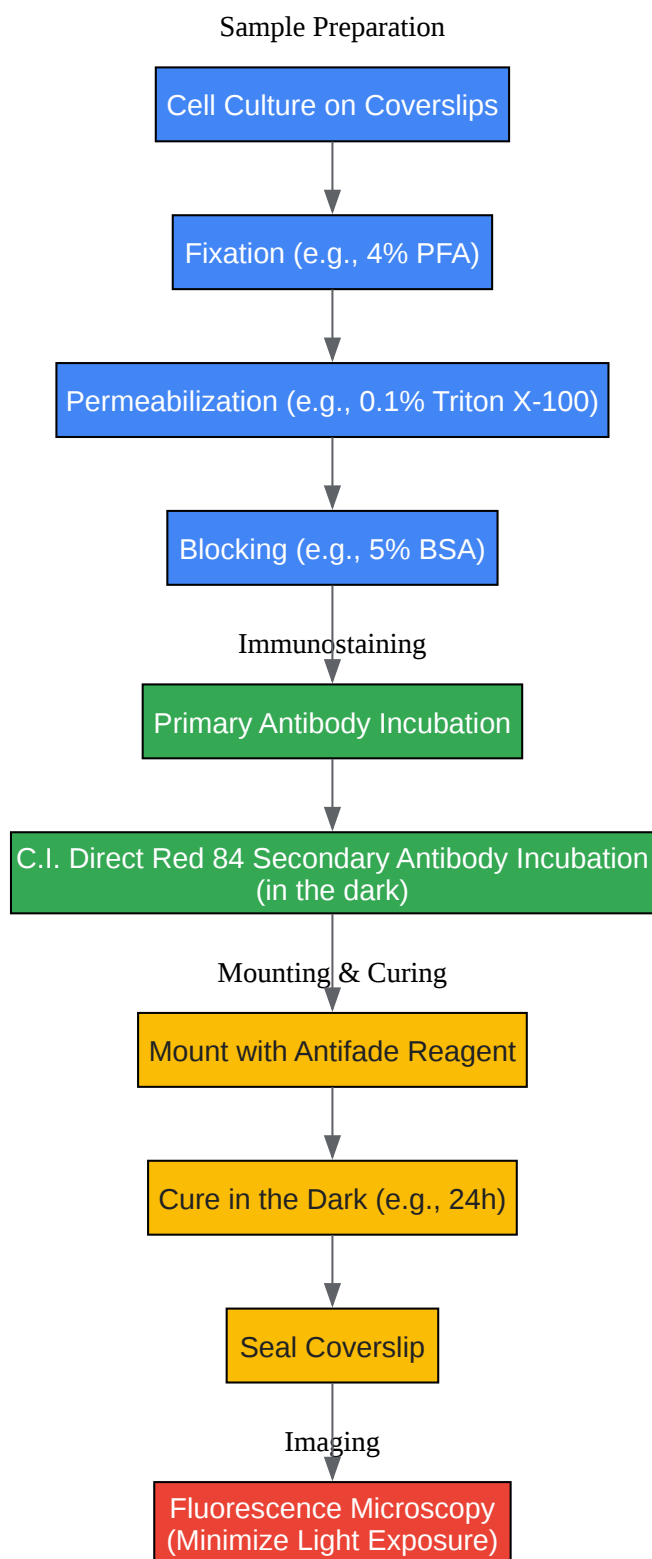 Sample Preparation
Cell Culture on Coverslips
Fixation (e.g., 4% PFA)
Permeabilization (e.g., 0.1% Triton X-100)
Blocking (e.g., 5% BSA)
Immunostaining
Primary Antibody Incubation
C.I. Direct Red 84 Secondary Antibody Incubation
(in the dark)
Mounting & Curing
Mount with Antifade Reagent
Cure in the Dark (e.g., 24h)
Seal Coverslip
Imaging
Fluorescence Microscopy
(Minimize Light Exposure)